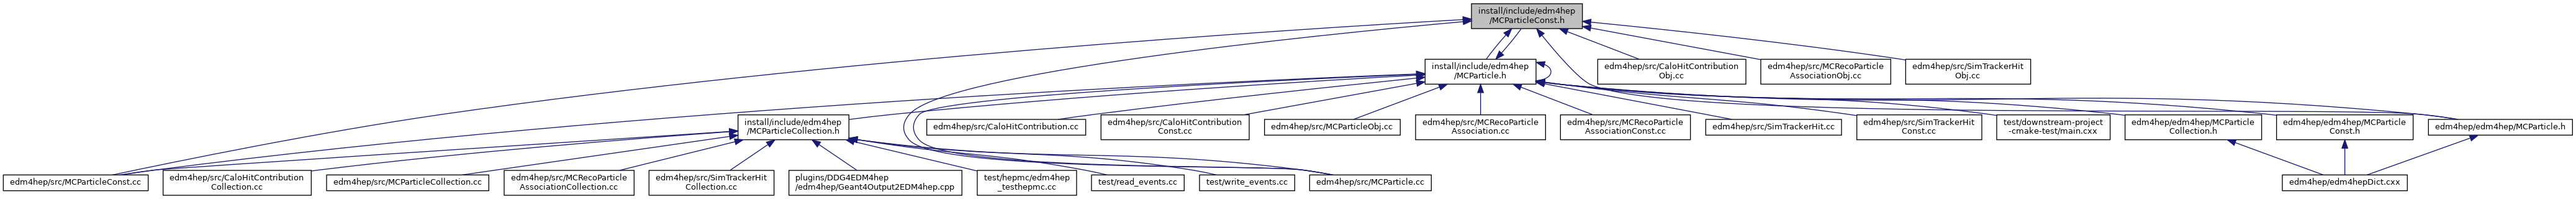 install/include/edm4hep
/MCParticleConst.h
install/include/edm4hep
/MCParticle.h
edm4hep/src/CaloHitContribution
Obj.cc
edm4hep/src/MCRecoParticle
AssociationObj.cc
edm4hep/src/SimTrackerHit
Obj.cc
install/include/edm4hep
/MCParticleCollection.h
edm4hep/src/CaloHitContribution.cc
edm4hep/src/CaloHitContribution
Const.cc
edm4hep/src/MCParticleObj.cc
edm4hep/src/MCRecoParticle
Association.cc
edm4hep/src/MCRecoParticle
AssociationConst.cc
edm4hep/src/SimTrackerHit.cc
edm4hep/src/SimTrackerHit
Const.cc
test/downstream-project
-cmake-test/main.cxx
edm4hep/edm4hep/MCParticle
Collection.h
edm4hep/edm4hep/MCParticle
Const.h
edm4hep/edm4hep/MCParticle.h
edm4hep/src/MCParticleConst.cc
edm4hep/src/CaloHitContribution
Collection.cc
edm4hep/src/MCParticleCollection.cc
edm4hep/src/MCRecoParticle
AssociationCollection.cc
edm4hep/src/SimTrackerHit
Collection.cc
plugins/DDG4EDM4hep
/edm4hep/Geant4Output2EDM4hep.cpp
test/hepmc/edm4hep
_testhepmc.cc
test/read_events.cc
test/write_events.cc
edm4hep/src/MCParticle.cc
edm4hep/edm4hepDict.cxx